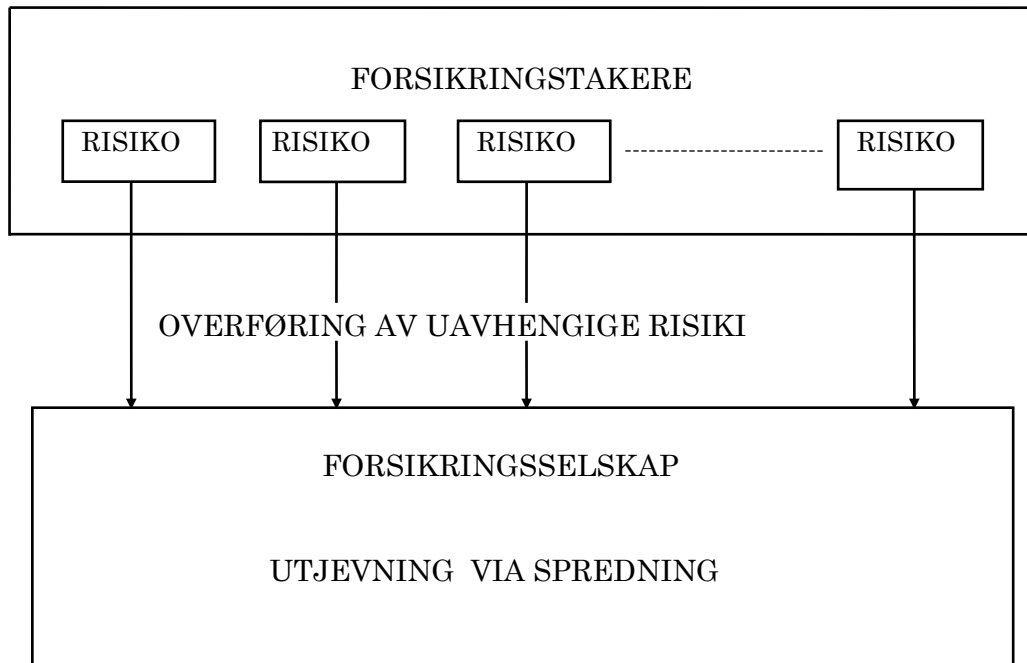 FORSIKRINGSTAKERE
RISIKO RISIKO RISIKO RISIKO
OVERFØRING AV UAVHENGIGE RISIKI
FORSIKRINGSSELSKAP
UTJEVNING VIA SPREDNING